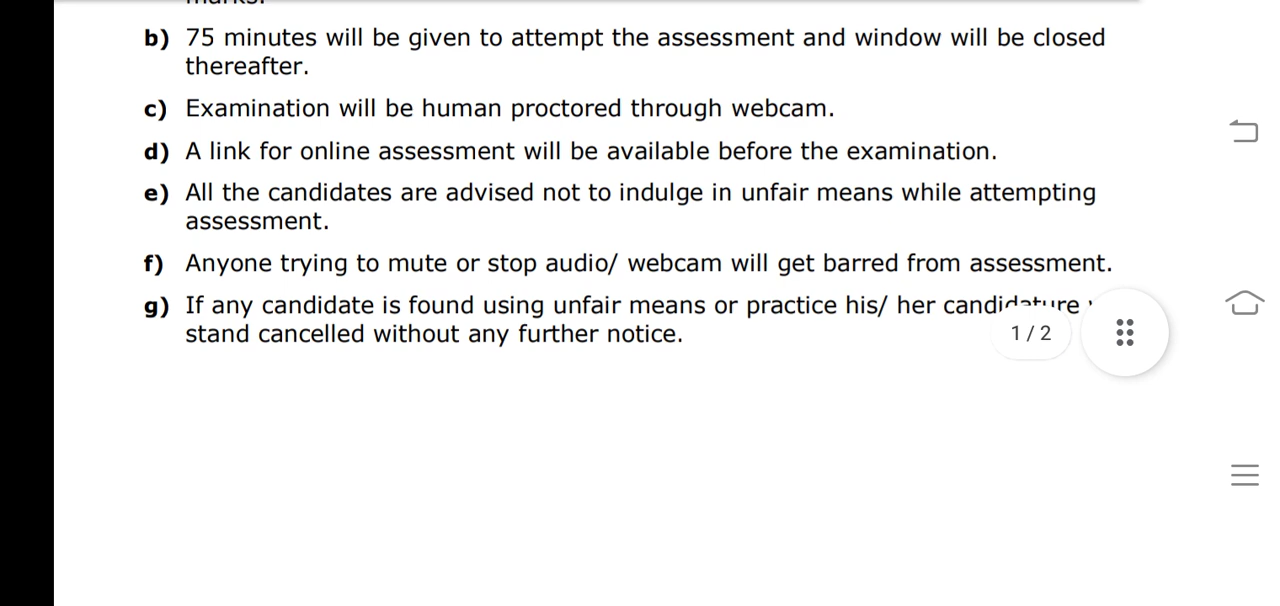 b) 75 minutes will be given to attempt the assessment and window will be closed
thereafter.
c) Examination will be human proctored through webcam.
d) A link for online assessment will be available before the examination.
e) All the candidates are advised not to indulge in unfair means while attempting
assessment.
f) Anyone trying to mute or stop audio/ webcam will get barred from assessment.
g) If any candidate is found using unfair means or practice his/ her candidature
stand cancelled without any further notice.
1 / 2